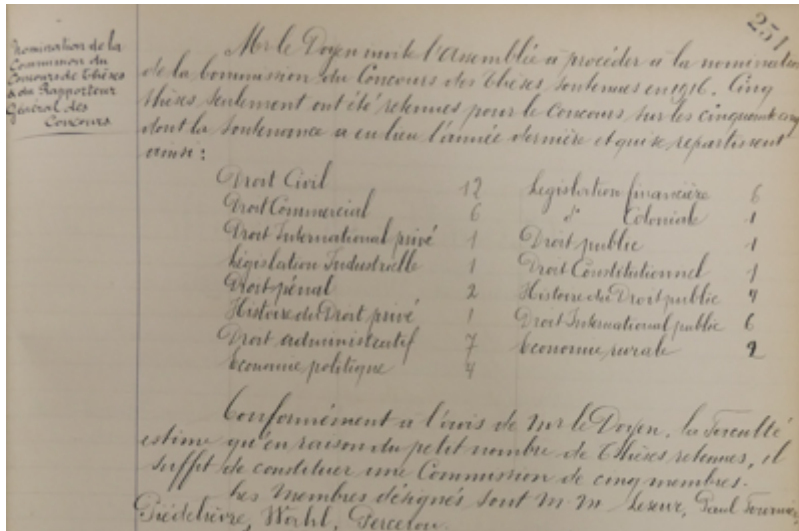 251
Nomination de la
Commission du
Concours de Thèses
& du Rapporteur
Général des
Concours
Mr le Doyen invite l'Assemblée à procéder à la nomination
de la Commission du Concours des Thèses soutenues en 1916. Cinq
thèses seulement ont été retenues pour le Concours, sur les cinquante cinq
dont la soutenance a eu lieu l'année dernière et qui se répartissent
ainsi :
Droit Civil 12 Législation financière 6
Droit Commercial 6 d° Coloniale 1
Droit International privé 1 Droit public 1
Législation Industrielle 1 Droit Constitutionnel 1
Droit pénal 2 Histoire du Droit public
Histoire du Droit privé 1 Droit International public 6
Droit administratif 7 Economie rurale 2
Economie politique
Conformément à l'avis de Mr le Doyen, la Faculté
estime qu'en raison du petit nombre de Thèses retenues, il
suffit de constituer une Commission de cinq membres.
Les Membres désignés sont M.M. Leseur, Paul Fournier,
Piédelièvre, Wahl, Percerou.